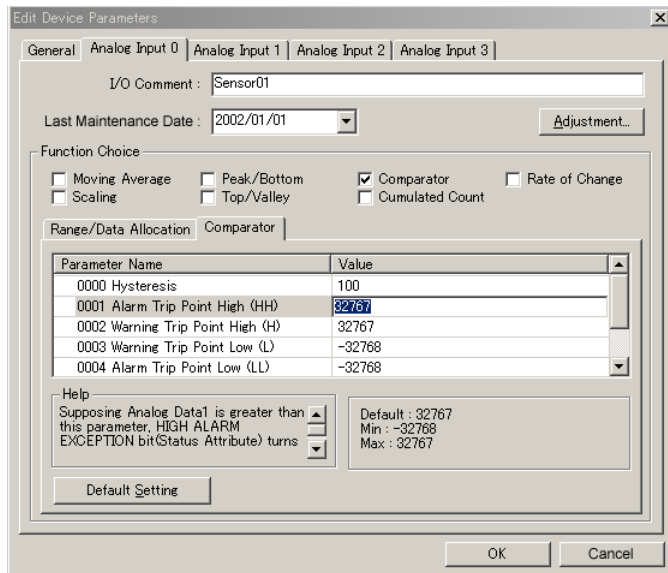 Edit Device Parameters
General Analog Input 0 Analog Input 1 Analog Input 2 Analog Input 3
I/O Comment : Sensor01
Last Maintenance Date : 2002/01/01 Adjustment...
Function Choice
Moving Average Peak/Bottom Comparator Rate of Change
Scaling Top/Valley Cumulated Count
Range/Data Allocation Comparator
Parameter Name Value
0000 Hysteresis 100
0001 Alarm Trip Point High (HH) 32767
0002 Warning Trip Point High (H) 32767
0003 Warning Trip Point Low (L) -32768
0004 Alarm Trip Point Low (LL) -32768
Help
Supposing Analog Data1 is greater than
this parameter, HIGH ALARM
EXCEPTION bit(Status Attribute) turns
Default : 32767
Min : -32768
Max : 32767
Default Setting
OK Cancel